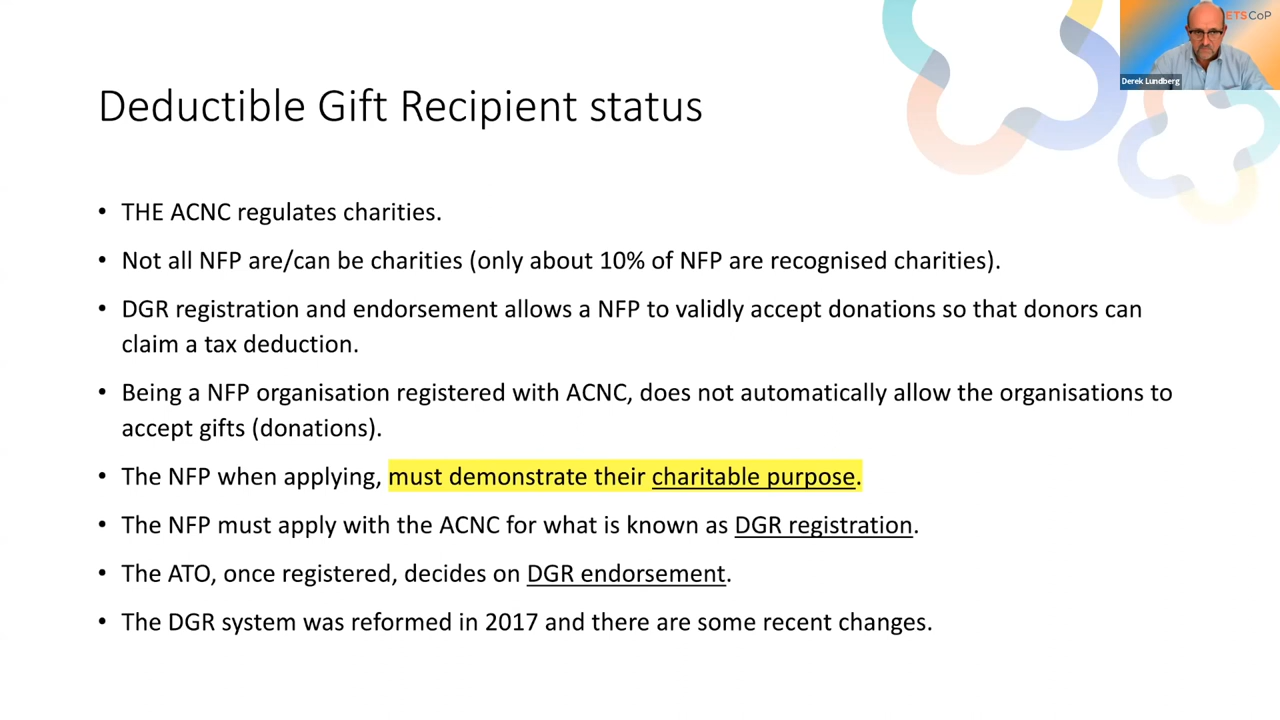 ETSCoP
Derek Lundberg
Deductible Gift Recipient status
• THE ACNC regulates charities.
• Not all NFP are/can be charities (only about 10% of NFP are recognised charities).
• DGR registration and endorsement allows a NFP to validly accept donations so that donors can
claim a tax deduction.
• Being a NFP organisation registered with ACNC, does not automatically allow the organisations to
accept gifts (donations).
• The NFP when applying, must demonstrate their charitable purpose.
• The NFP must apply with the ACNC for what is known as DGR registration.
• The ATO, once registered, decides on DGR endorsement.
• The DGR system was reformed in 2017 and there are some recent changes.